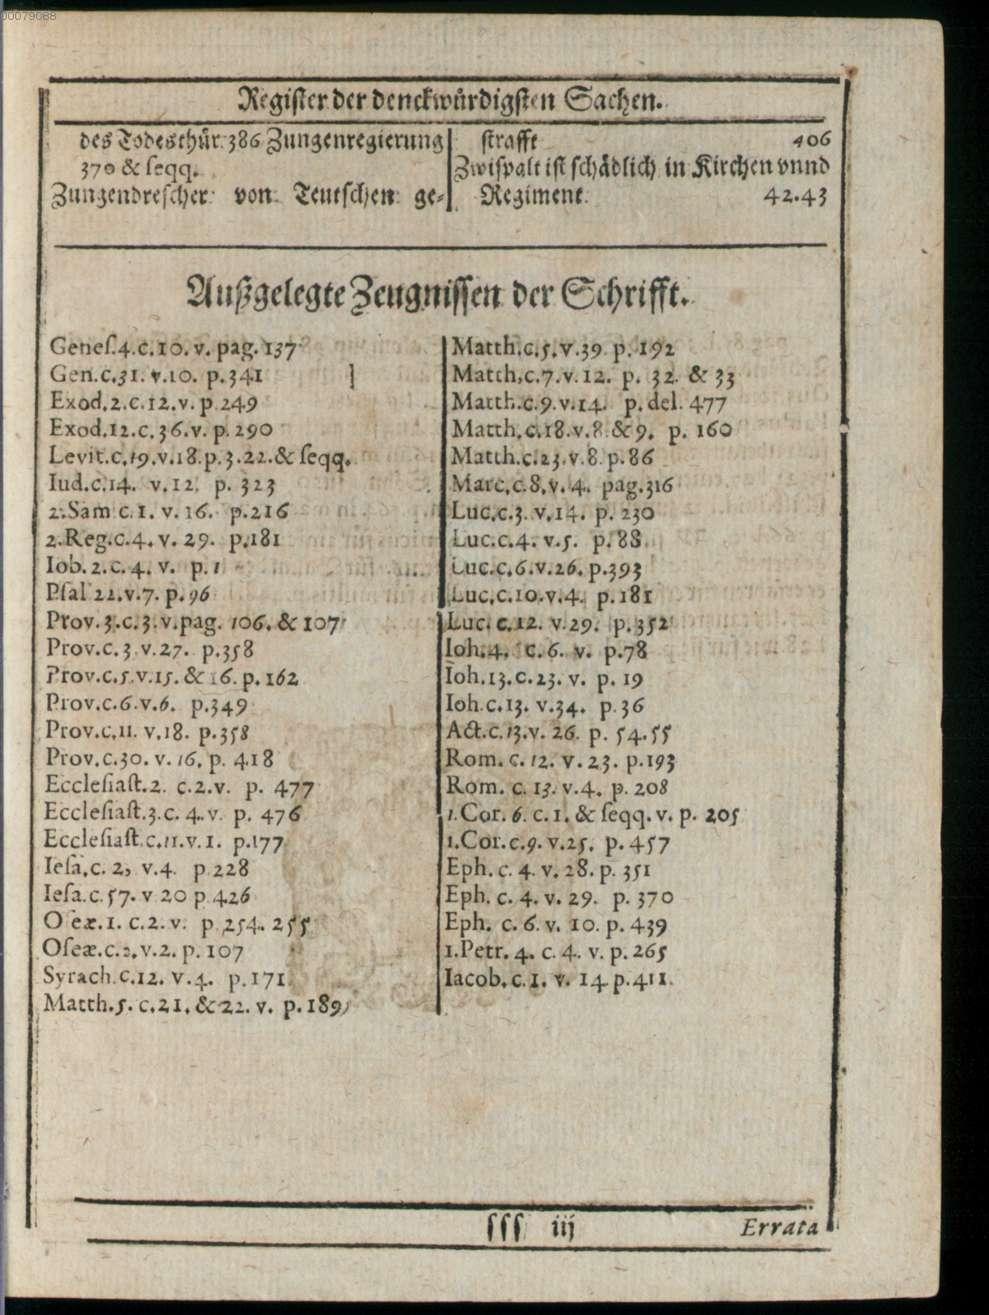 00079088
Register der denckwürdigsten Sachen.
des Todesthür. 386 Zungenregierung
370 & seqq.
Zungendrescher von Teutschen ge-
strafft 406
Zwispalt ist schädlich in Kirchen vnnd
Regiment. 42.43
Außgelegte Zeugnissen der Schrifft.
Genes.4.c.10.v. pag.137
Gen.c.31. v.10. p.341 ]
Exod.2.c.12.v. p 249
Exod.12.c.36.v. p.290
Levit.c.19.v.18.p.3.22.& seqq.
Iud.c.14. v.12. p. 323
2.Sam c.1. v.16. p.216
2.Reg.c.4. v. 29. p.181
Iob.2.c.4. v. p.1
Psal 22.v.7. p.96
Prov.3.c.3.v.pag. 106. & 107
Prov.c.3 v.27. p.358
Prov.c.5.v.15.& 16. p.162
Prov.c.6.v.6. p.349
Prov.c.11. v.18. p.358
Prov.c.30. v.16. p. 418
Ecclesiast.2. c.2.v. p. 477
Ecclesiast.3.c. 4.v. p. 476
Ecclesiast.c.11.v.1. p.177
Iesa.c. 2, v.4. p 228
Iesa.c.57. v 20 p 426
Oseæ.1. c.2.v. p 254. 255
Oseæ.c.2.v.2. p. 107
Syrach.c.12. v.4. p.171
Matth.5. c.21. & 22. v. p.189
Matth.c.5.v.39 p.192
Matth.c.7.v.12. p. 32. & 33
Matth.c.9.v.14. p. del. 477
Matth.c.18.v.8.& 9. p. 160
Matth.c.23.v.8.p.86
Marc.c.8.v.4. pag.316
Luc.c.3. v.14. p. 230
Luc.c.4. v.5. p.88.
Luc.c.6.v.26.p.393
Luc.c.10.v.4. p.181
Luc.c.12. v.29. p.352
Ioh.4. c.6. v. p.78
Ioh.13.c.23. v. p. 19
Ioh.c.13. v.34. p.36
Act.c.13.v. 26. p. 54.55
Rom. c.12. v.23. p.193
Rom. c. 13. v.4. p. 208
1.Cor. 6. c.1. & seqq. v. p. 205
1.Cor.c.9. v.25. p.457
Eph. c. 4. v. 28. p. 351
Eph. c. 4. v. 29. p. 370
Eph. c. 6. v. 10. p. 439
1.Petr. 4. c. 4. v. p. 265
Iacob. c.1. v. 14 p.411.
sss iij Errata